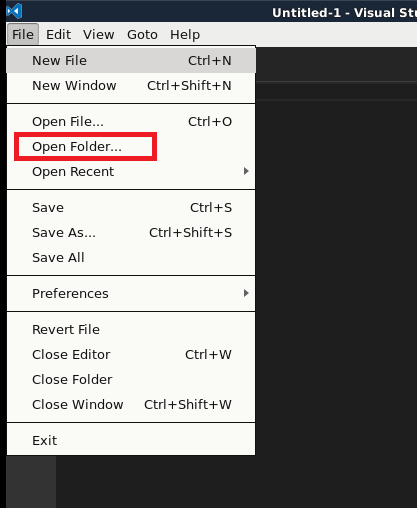 Untitled-1 - Visual Stu
File Edit View Goto Help
New File Ctrl+N
New Window Ctrl+Shift+N
Open File... Ctrl+O
Open Folder...
Open Recent
Save Ctrl+S
Save As... Ctrl+Shift+S
Save All
Preferences
Revert File
Close Editor Ctrl+W
Close Folder
Close Window Ctrl+Shift+W
Exit